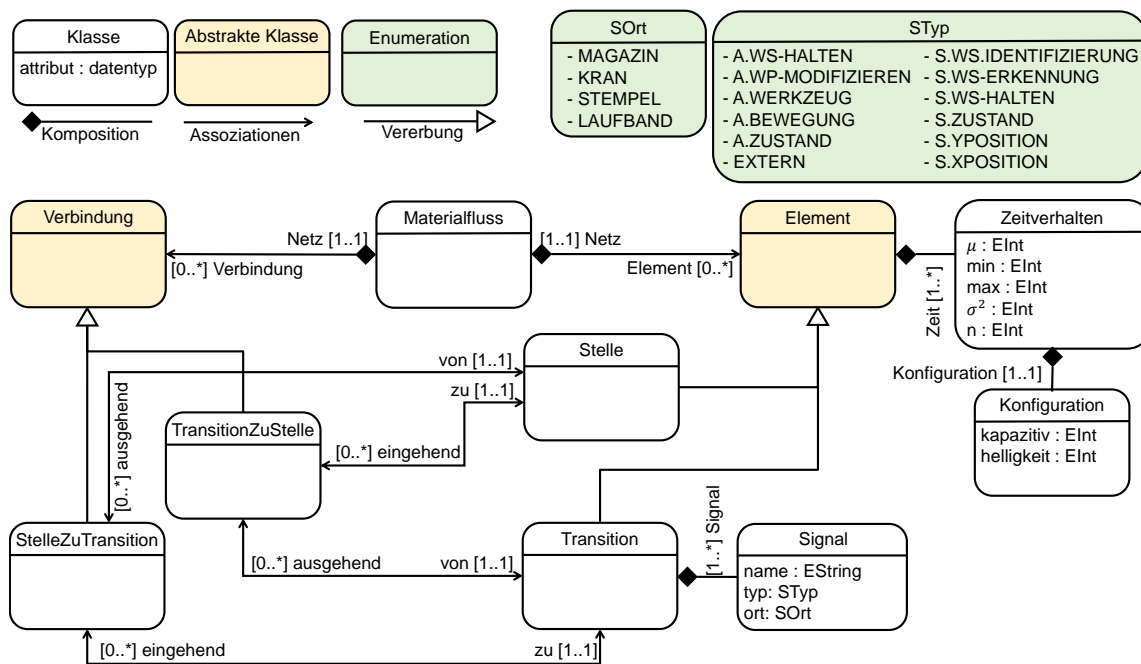 Klasse
attribut : datentyp
Abstrakte Klasse
Enumeration
Komposition
Assoziationen
Vererbung
SOrt
- MAGAZIN
- KRAN
- STEMPEL
- LAUFBAND
STyp
- A.WS-HALTEN
- A.WP-MODIFIZIEREN
- A.WERKZEUG
- A.BEWEGUNG
- A.ZUSTAND
- EXTERN
- S.WS.IDENTIFIZIERUNG
- S.WS-ERKENNUNG
- S.WS-HALTEN
- S.ZUSTAND
- S.YPOSITION
- S.XPOSITION
Verbindung
Netz [1..1]
[0..*] Verbindung
Materialfluss
[1..1] Netz
Element [0..*]
Element
Zeit [1..*]
Zeitverhalten
μ : EInt
min : EInt
max : EInt
σ² : EInt
n : EInt
Konfiguration [1..1]
Konfiguration
kapazitiv : EInt
helligkeit : EInt
von [1..1]
zu [1..1]
Stelle
TransitionZuStelle
[0..*] eingehend
[0..*] ausgehend
StelleZuTransition
[0..*] ausgehend
von [1..1]
Transition
[1..*] Signal
Signal
name : EString
typ: STyp
ort: SOrt
[0..*] eingehend
zu [1..1]